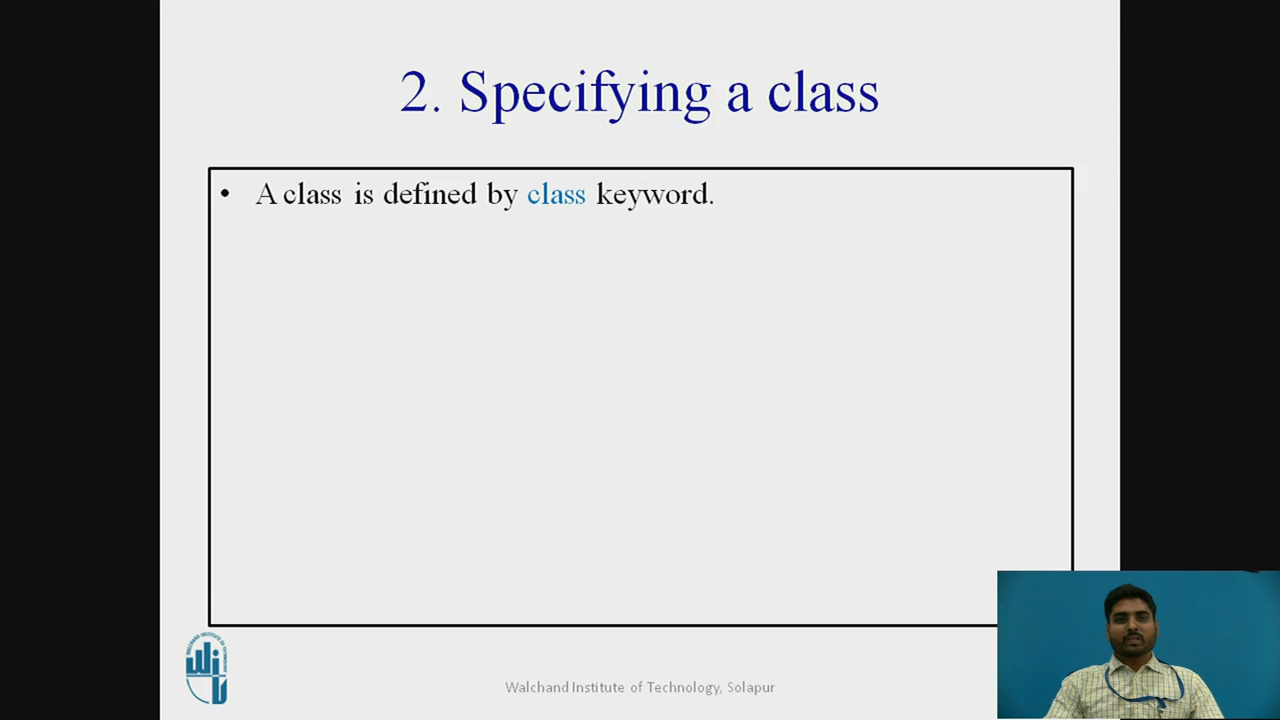 2. Specifying a class
• A class is defined by class keyword.
Walchand Institute of Technology, Solapur